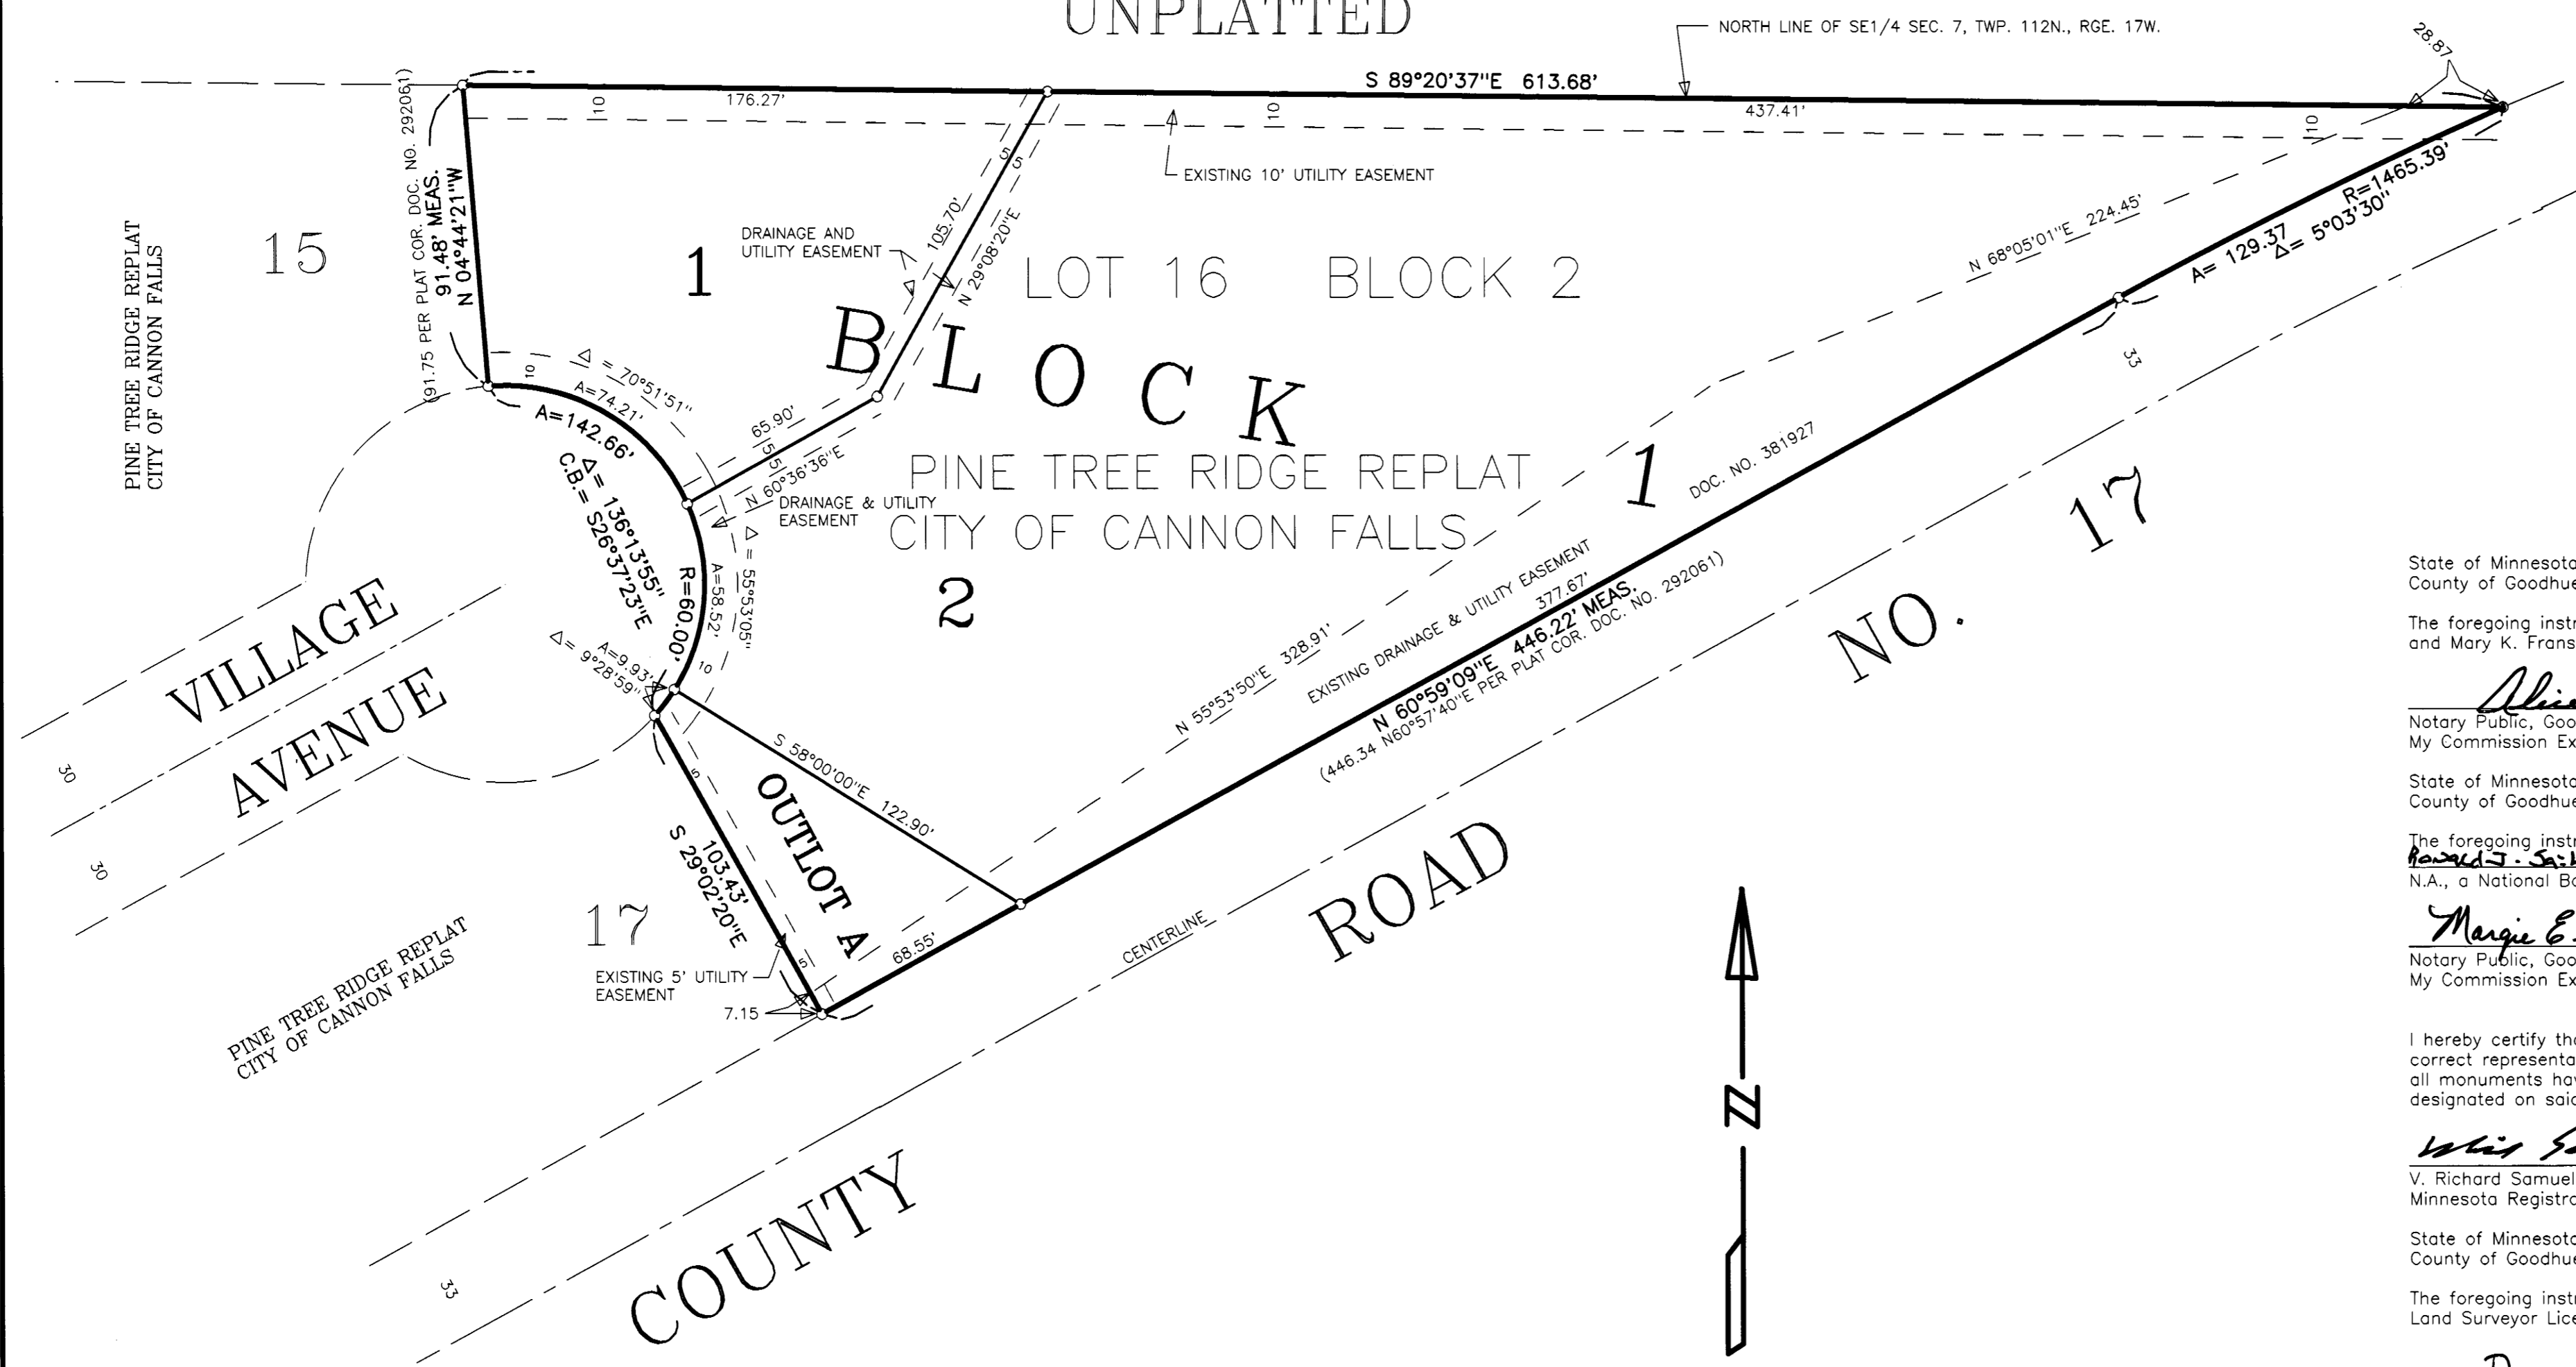 UNPLATTED
NORTH LINE OF SE1/4 SEC. 7, TWP. 112N., RGE. 17W.
28.87
S 89°20'37"E 613.68'
176.27'
437.41'
10
10
10
EXISTING 10' UTILITY EASEMENT
(91.75 PER PLAT COR. DOC. NO. 292061)
91.48' MEAS.
N 04°44'21"W
PINE TREE RIDGE REPLAT
CITY OF CANNON FALLS
15
1
DRAINAGE AND
UTILITY EASEMENT
105.70'
N 29°08'20"E
5
5
LOT 16 BLOCK 2
N 68°05'01"E 224.45'
R=1465.39'
A= 129.37
Δ= 5°03'30"
33
BLOCK
1
10
Δ = 70°51'51"
A=74.21'
A=142.66'
Δ= 136°13'55"
C.B.= S26°37'23"E
65.90'
5
5
N 60°36'36"E
DRAINAGE & UTILITY
EASEMENT
PINE TREE RIDGE REPLAT
CITY OF CANNON FALLS
2
DOC. NO. 381927
R=60.00'
A=58.52'
Δ = 55°53'05"
10
A=9.93'
Δ= 9°28'59"
VILLAGE
AVENUE
30
30
N 55°53'50"E 328.91'
EXISTING DRAINAGE & UTILITY EASEMENT
377.67'
N 60°59'09"E 446.22' MEAS.
(446.34 N60°57'40"E PER PLAT COR. DOC. NO. 292061)
S 58°00'00"E 122.90'
OUTLOT A
5
103.43'
S 29°02'20"E
5
68.55'
17
EXISTING 5' UTILITY
EASEMENT
7.15
PINE TREE RIDGE REPLAT
CITY OF CANNON FALLS
CENTERLINE
33
COUNTY ROAD NO. 17
N
State of Minnesota
County of Goodhue
The foregoing instr
and Mary K. Frans
Alice
Notary Public, Goo
My Commission Ex
State of Minnesota
County of Goodhue
The foregoing instr
Ronald J.
N.A., a National Ba
Margie E.
Notary Public, Goo
My Commission Ex
I hereby certify tha
correct representa
all monuments hav
designated on said
V. Richard Samuel
Minnesota Registra
State of Minnesota
County of Goodhue
The foregoing instr
Land Surveyor Lice